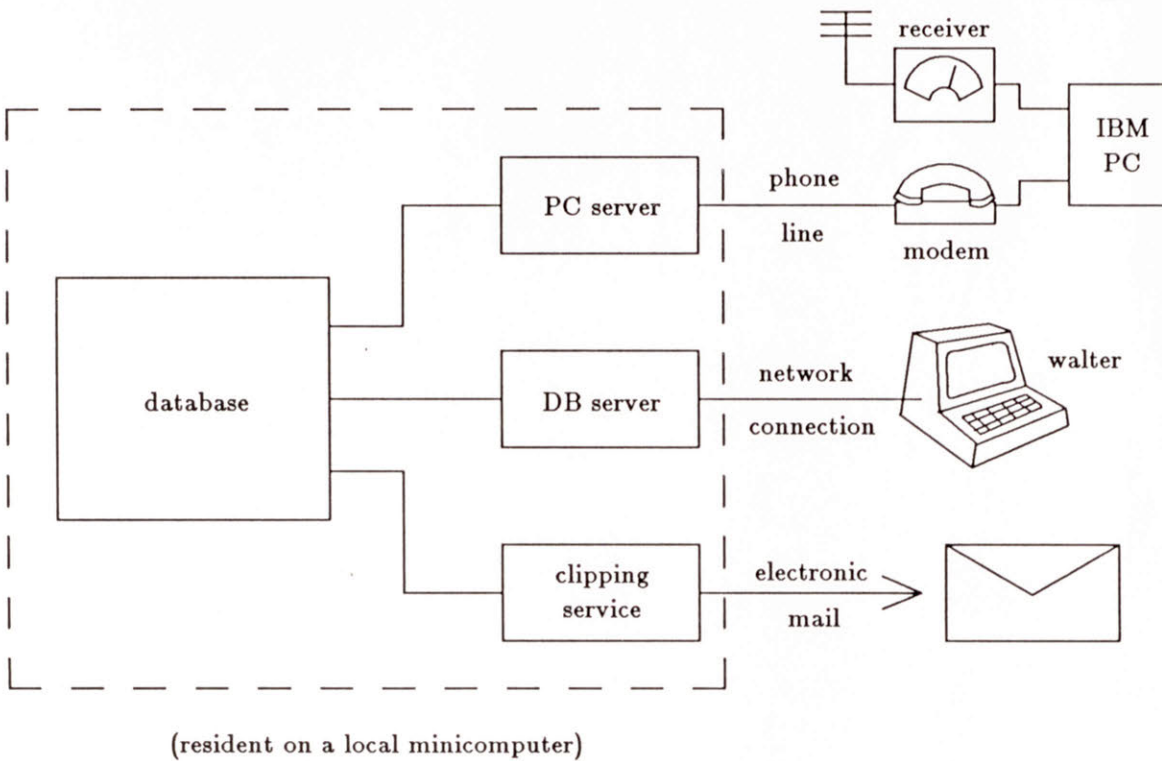 receiver
IBM
PC
phone
line
modem
PC server
database
DB server
network
connection
walter
clipping
service
electronic
mail
(resident on a local minicomputer)